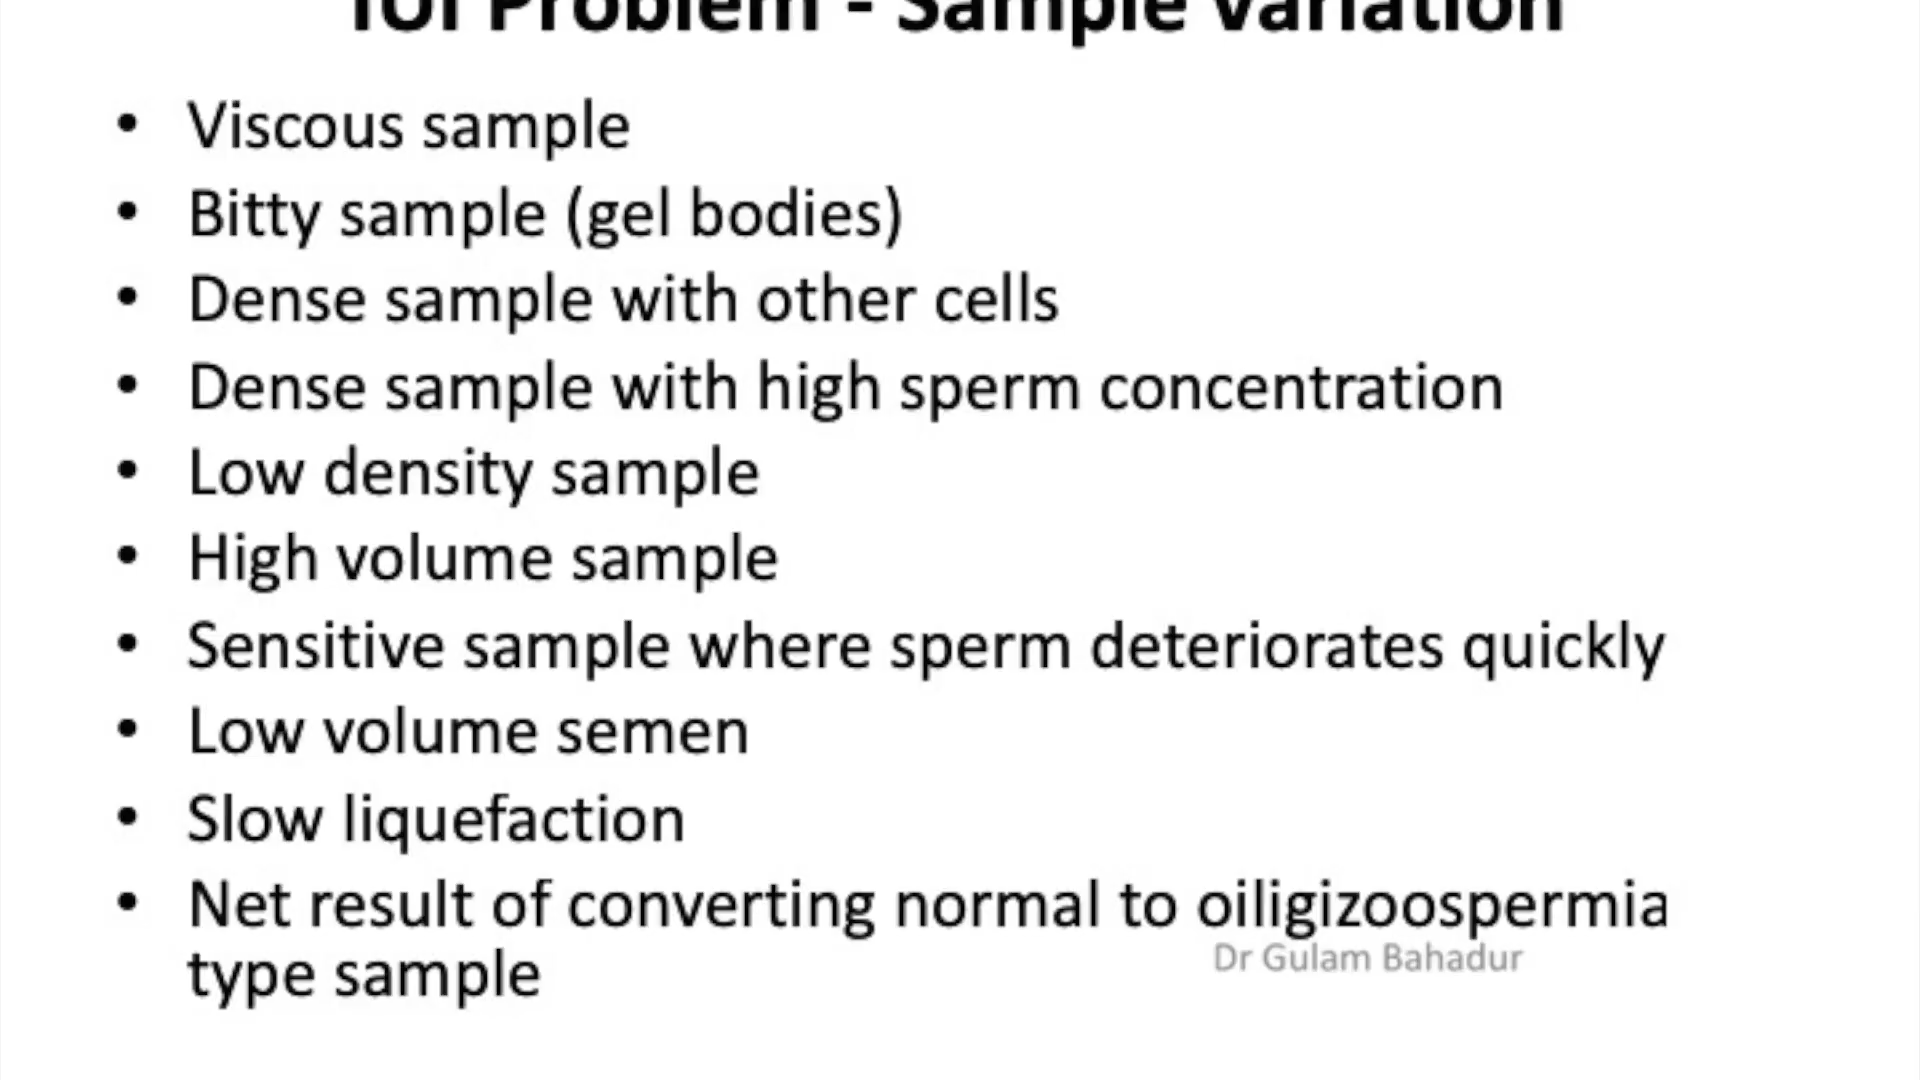 IUI Problem - Sample variation
• Viscous sample
• Bitty sample (gel bodies)
• Dense sample with other cells
• Dense sample with high sperm concentration
• Low density sample
• High volume sample
• Sensitive sample where sperm deteriorates quickly
• Low volume semen
• Slow liquefaction
• Net result of converting normal to oiligizoospermia
type sample
Dr Gulam Bahadur